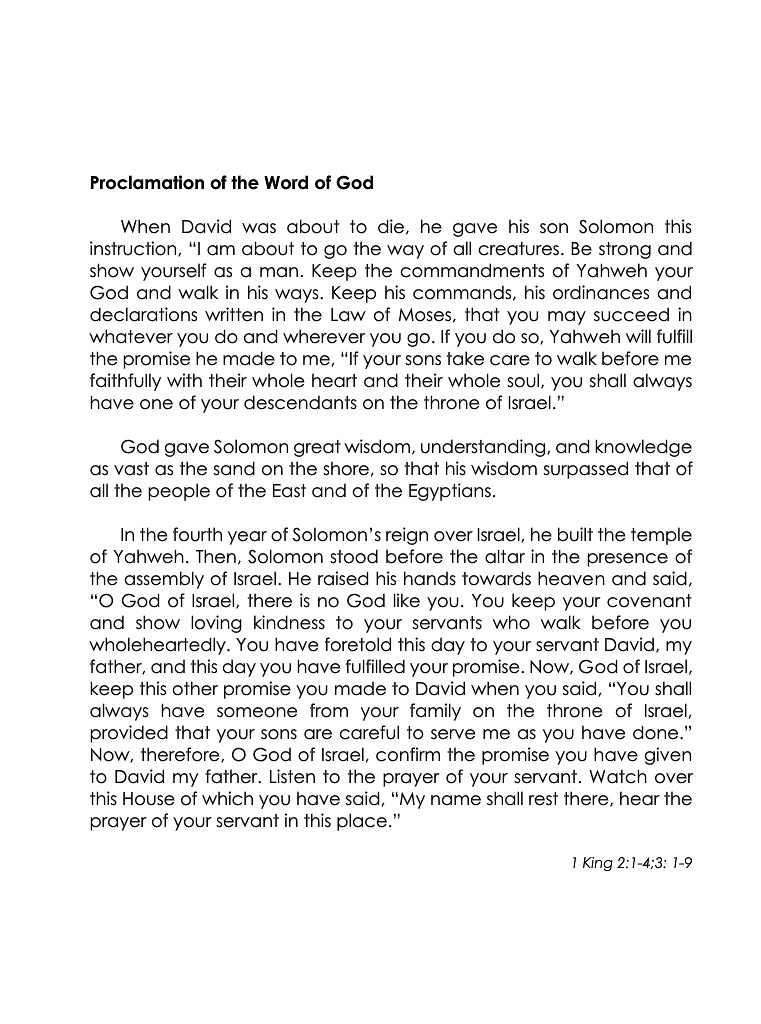 Proclamation of the Word of God
When David was about to die, he gave his son Solomon this
instruction, “I am about to go the way of all creatures. Be strong and
show yourself as a man. Keep the commandments of Yahweh your
God and walk in his ways. Keep his commands, his ordinances and
declarations written in the Law of Moses, that you may succeed in
whatever you do and wherever you go. If you do so, Yahweh will fulfill
the promise he made to me, “If your sons take care to walk before me
faithfully with their whole heart and their whole soul, you shall always
have one of your descendants on the throne of Israel.”
God gave Solomon great wisdom, understanding, and knowledge
as vast as the sand on the shore, so that his wisdom surpassed that of
all the people of the East and of the Egyptians.
In the fourth year of Solomon’s reign over Israel, he built the temple
of Yahweh. Then, Solomon stood before the altar in the presence of
the assembly of Israel. He raised his hands towards heaven and said,
“O God of Israel, there is no God like you. You keep your covenant
and show loving kindness to your servants who walk before you
wholeheartedly. You have foretold this day to your servant David, my
father, and this day you have fulfilled your promise. Now, God of Israel,
keep this other promise you made to David when you said, “You shall
always have someone from your family on the throne of Israel,
provided that your sons are careful to serve me as you have done.”
Now, therefore, O God of Israel, confirm the promise you have given
to David my father. Listen to the prayer of your servant. Watch over
this House of which you have said, “My name shall rest there, hear the
prayer of your servant in this place.”
1 King 2:1-4;3: 1-9